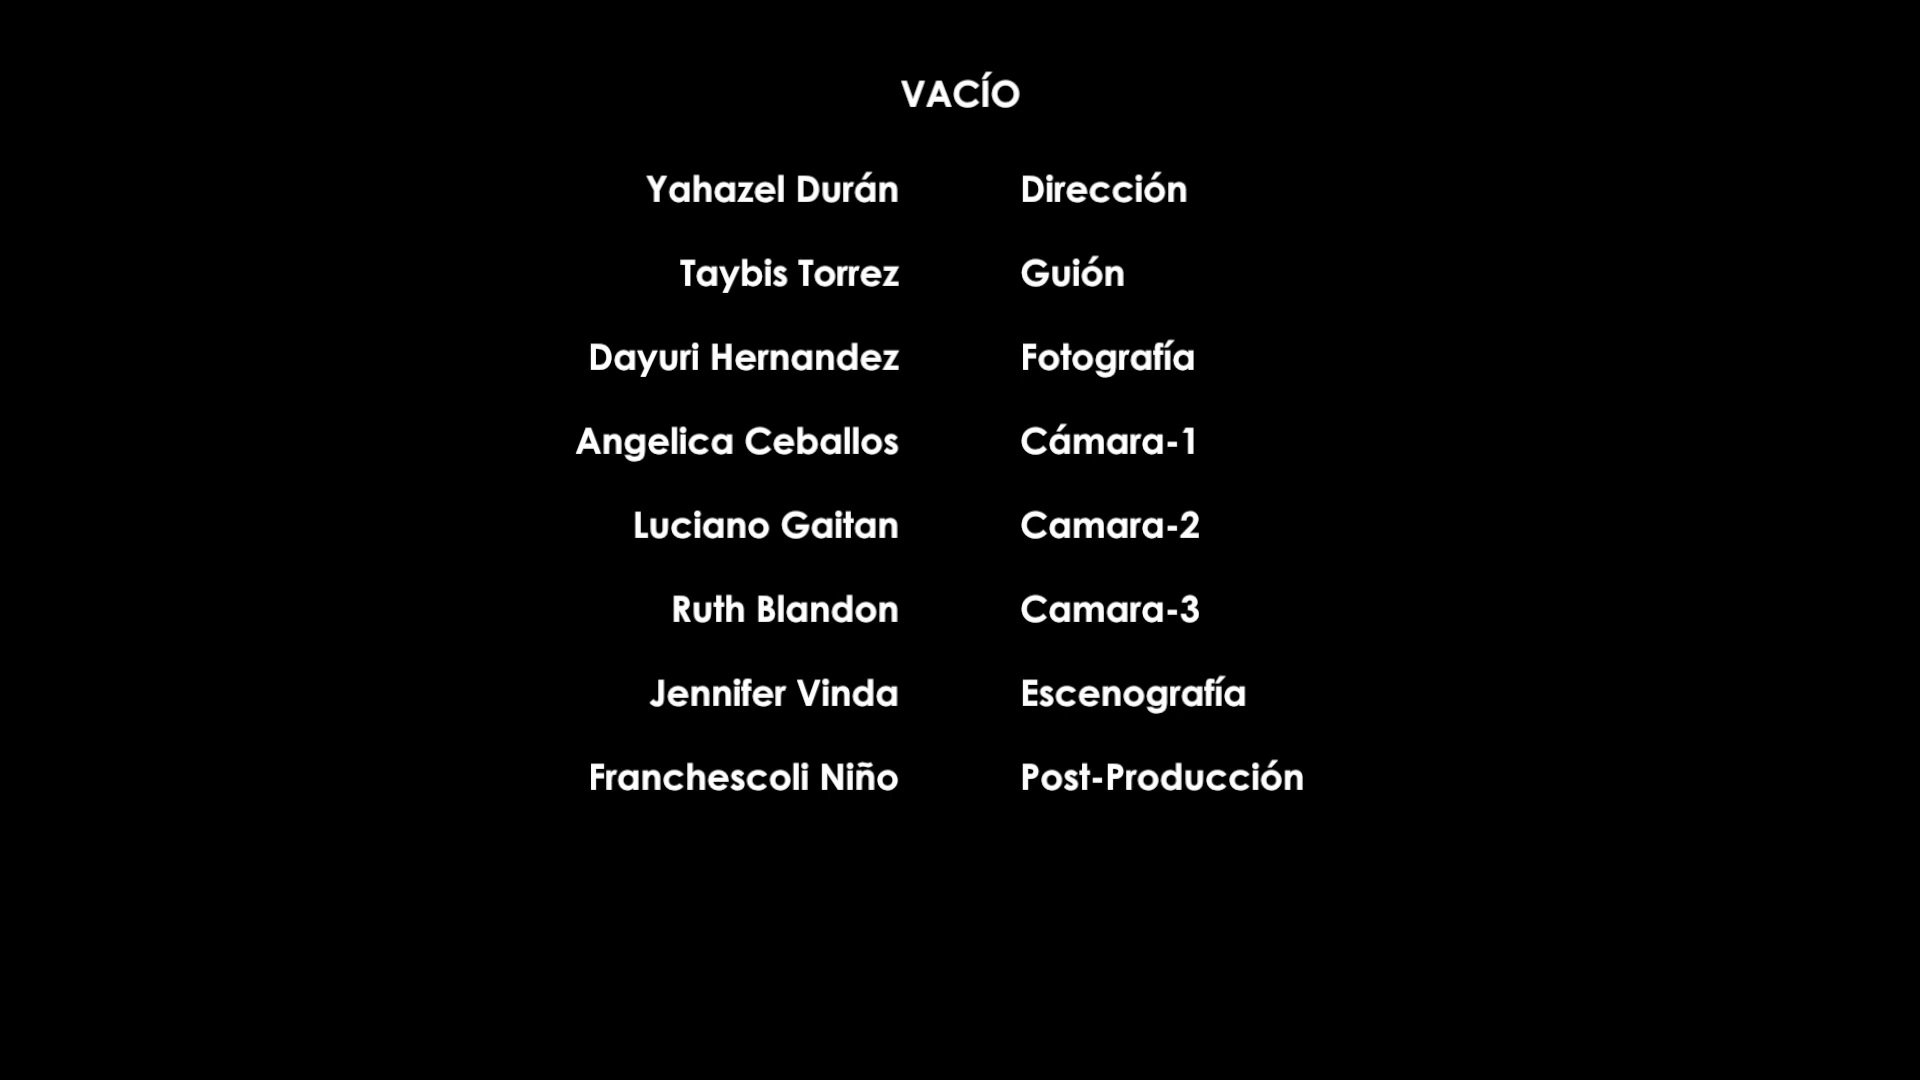 VACÍO
Yahazel Durán Dirección
Taybis Torrez Guión
Dayuri Hernandez Fotografía
Angelica Ceballos Cámara-1
Luciano Gaitan Camara-2
Ruth Blandon Camara-3
Jennifer Vinda Escenografía
Franchescoli Niño Post-Producción